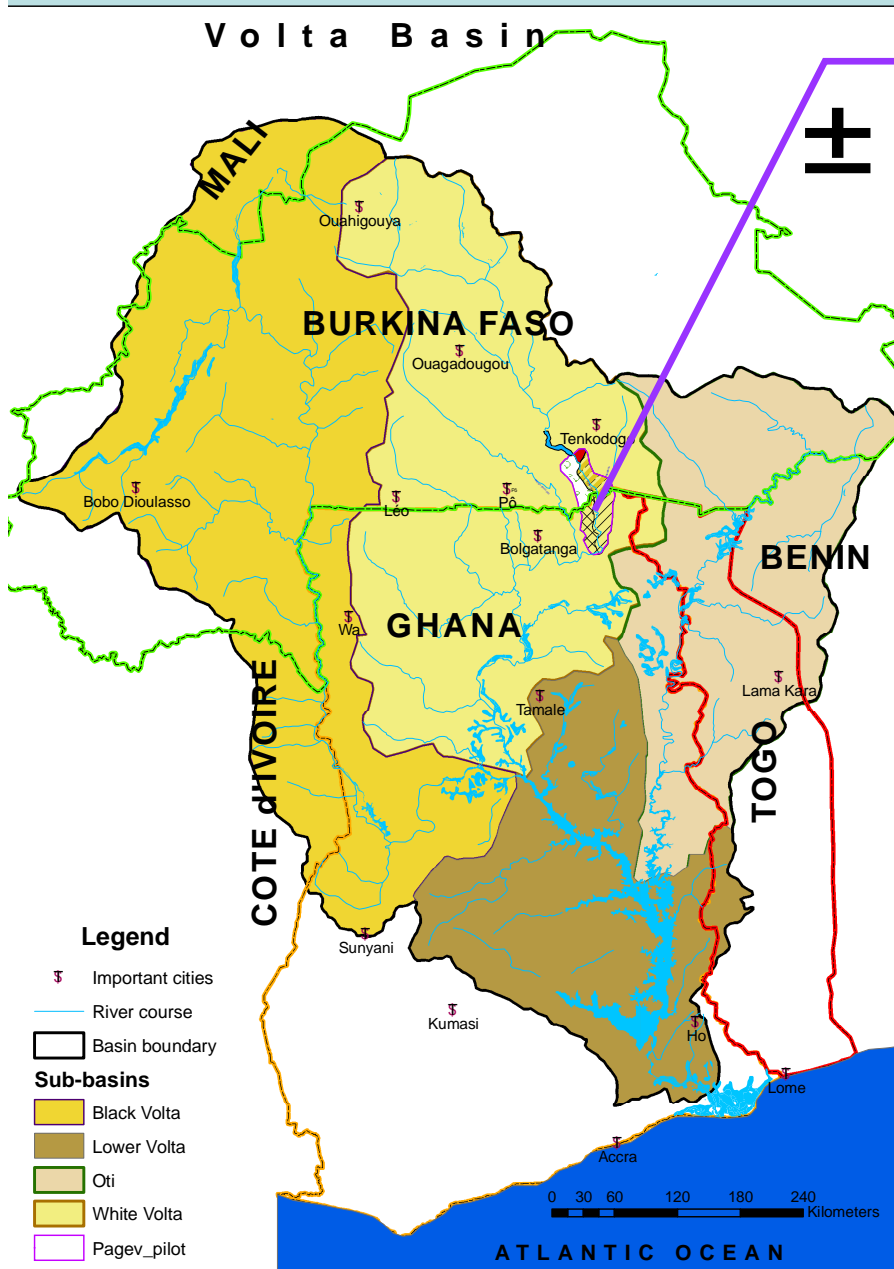 Volta Basin
MALI
Ouahigouya
BURKINA FASO
Ouagadougou
Tenkodogo
Bobo Dioulasso
Léo
Pô
Bolgatanga
BENIN
Wa
GHANA
Lama Kara
Tamale
COTE d'IVOIRE
TOGO
Sunyani
Kumasi
Ho
Lome
Accra
Legend
Important cities
River course
Basin boundary
Sub-basins
Black Volta
Lower Volta
Oti
White Volta
Pagev_pilot
0 30 60 120 180 240
Kilometers
ATLANTIC OCEAN